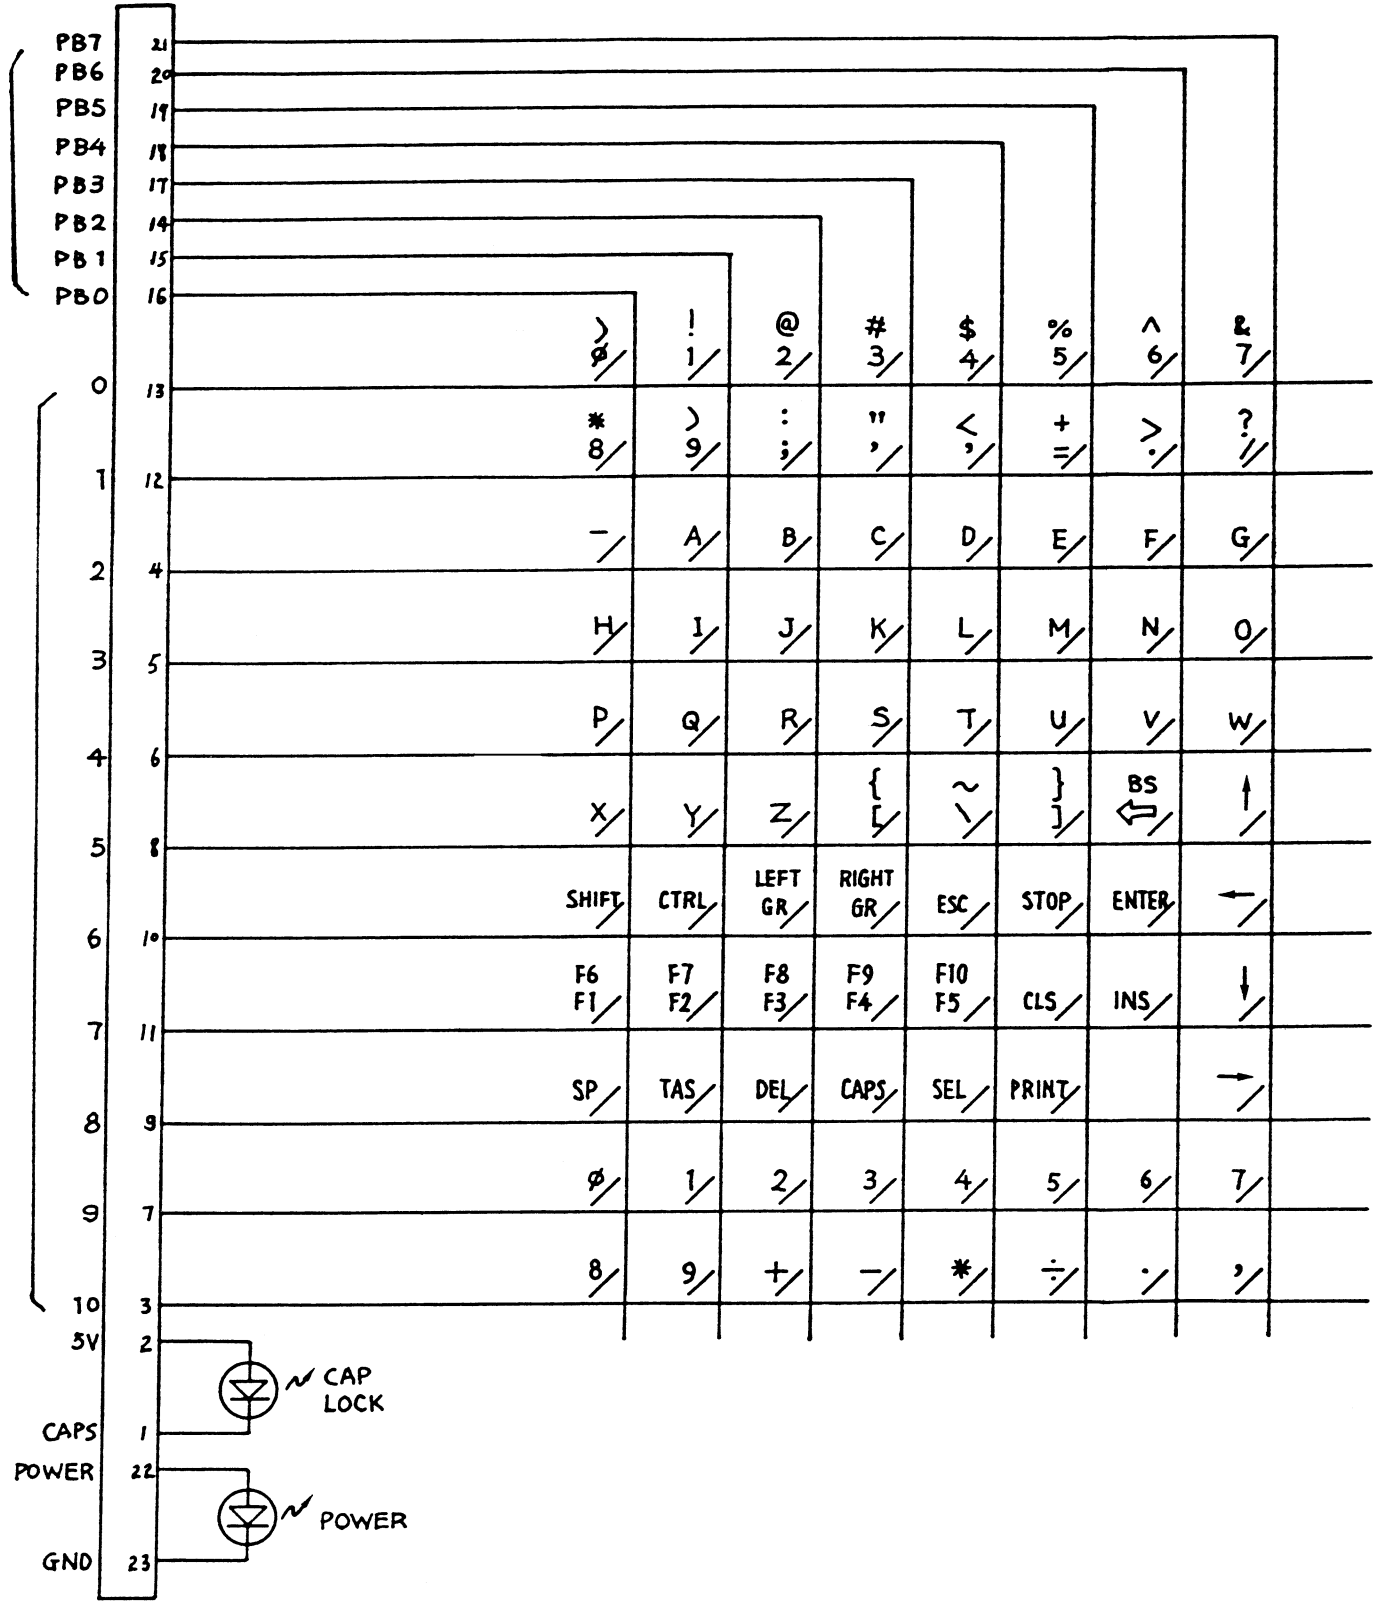 PB7 21
PB6 20
PB5 19
PB4 18
PB3 17
PB2 14
PB1 15
PB0 16
) ! @ # $ % ^ &
Ø 1 2 3 4 5 6 7
0 13
* ) : " < + > ?
8 9 ; ' , = . /
1 12
- A B C D E F G
2 4
H I J K L M N O
3 5
P Q R S T U V W
4 6
{ ~ } BS ↑
X Y Z [ \ ] ⇦
5 8
LEFT RIGHT
SHIFT CTRL GR GR ESC STOP ENTER ←
6 10
F6 F7 F8 F9 F10
F1 F2 F3 F4 F5 CLS INS ↓
7 11
SP TAS DEL CAPS SEL PRINT →
8 9
Ø 1 2 3 4 5 6 7
9 7
8 9 + - * ÷ . ,
10 3
5V 2
CAP
LOCK
CAPS 1
POWER 22
POWER
GND 23